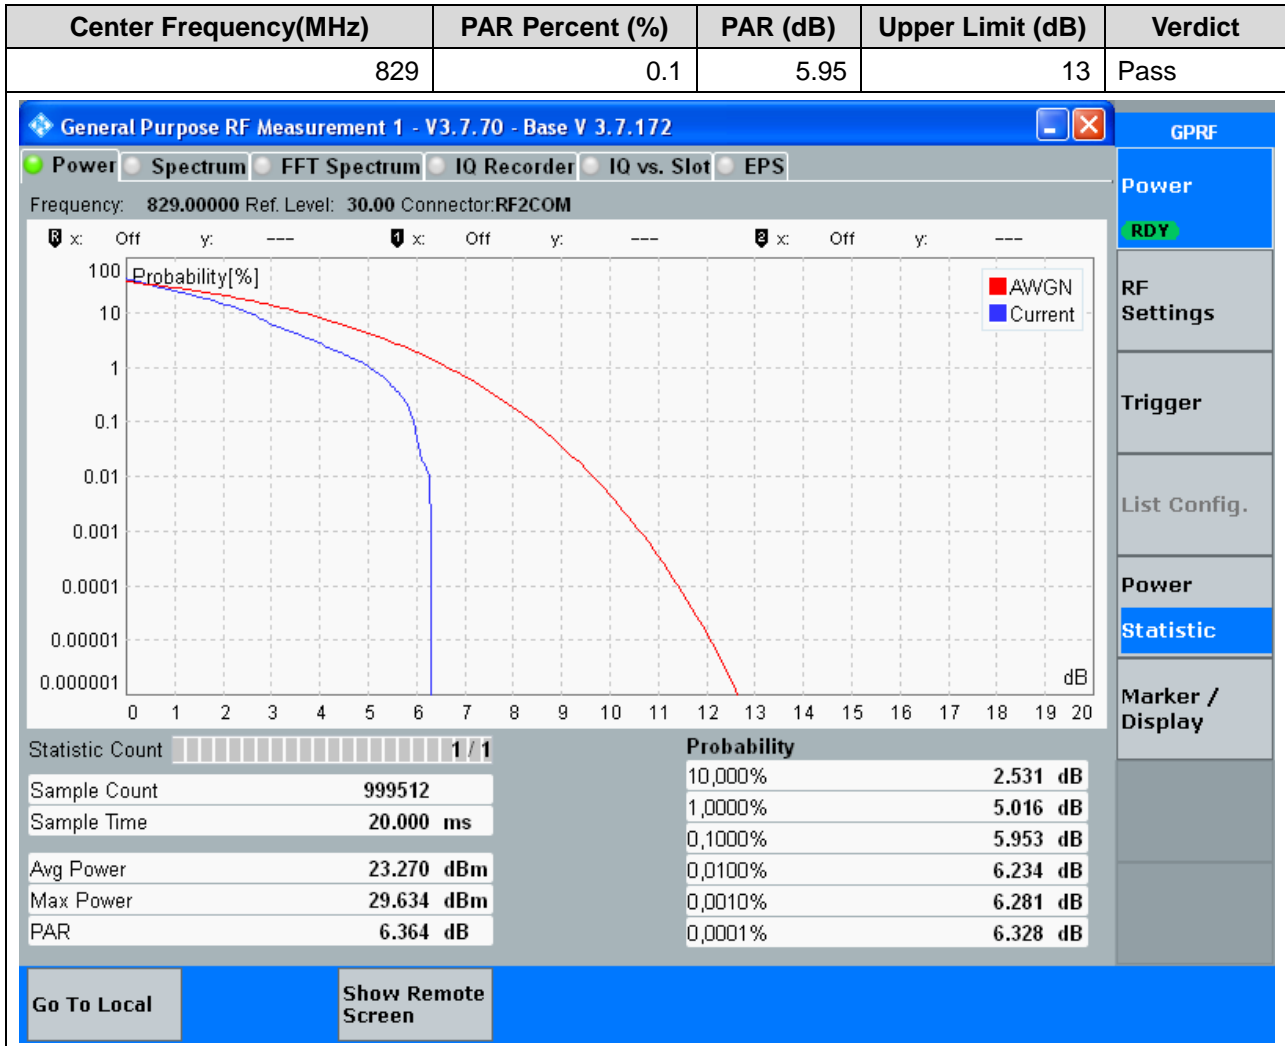 Center Frequency(MHz) PAR Percent (%) PAR (dB) Upper Limit (dB) Verdict
829 0.1 5.95 13 Pass
General Purpose RF Measurement 1 - V3.7.70 - Base V 3.7.172
GPRF
Power Spectrum FFT Spectrum IQ Recorder IQ vs. Slot EPS
Power
RDY
Frequency: 829.00000 Ref. Level: 30.00 Connector:RF2COM
R x: Off y: --- 1 x: Off y: --- 2 x: Off y: ---
Probability[%]
AWGN
Current
100
10
1
0.1
0.01
0.001
0.0001
0.00001
0.000001
dB
0 1 2 3 4 5 6 7 8 9 10 11 12 13 14 15 16 17 18 19 20
RF
Settings
Trigger
List Config.
Power
Statistic
Marker /
Display
Statistic Count 1 / 1
Sample Count 999512
Sample Time 20.000 ms
Avg Power 23.270 dBm
Max Power 29.634 dBm
PAR 6.364 dB
Probability
10,000% 2.531 dB
1,0000% 5.016 dB
0,1000% 5.953 dB
0,0100% 6.234 dB
0,0010% 6.281 dB
0,0001% 6.328 dB
Go To Local
Show Remote
Screen